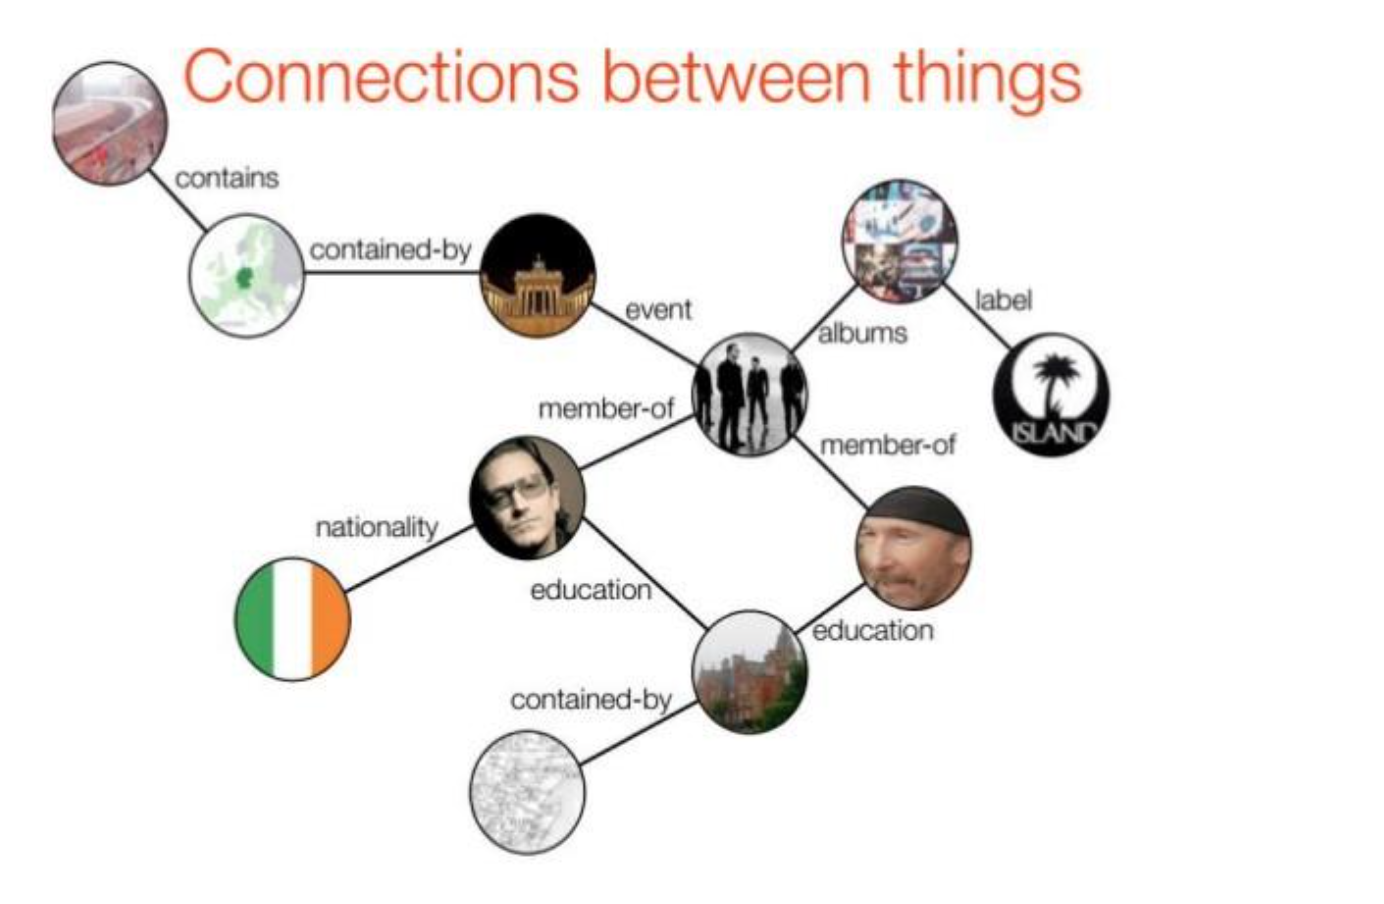 Connections between things
contains
contained-by
event
label
albums
member-of
member-of
ISLAND
nationality
education
education
contained-by